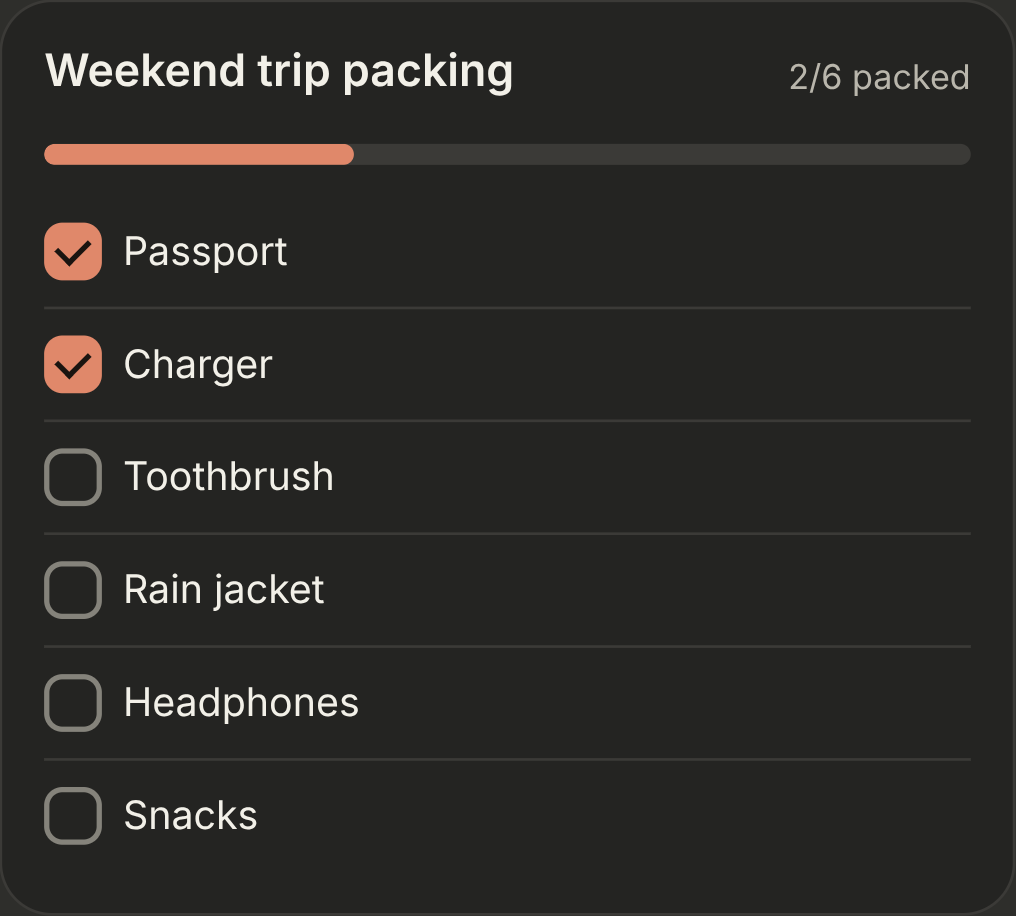 Weekend trip packing
2/6 packed
Passport
Charger
Toothbrush
Rain jacket
Headphones
Snacks